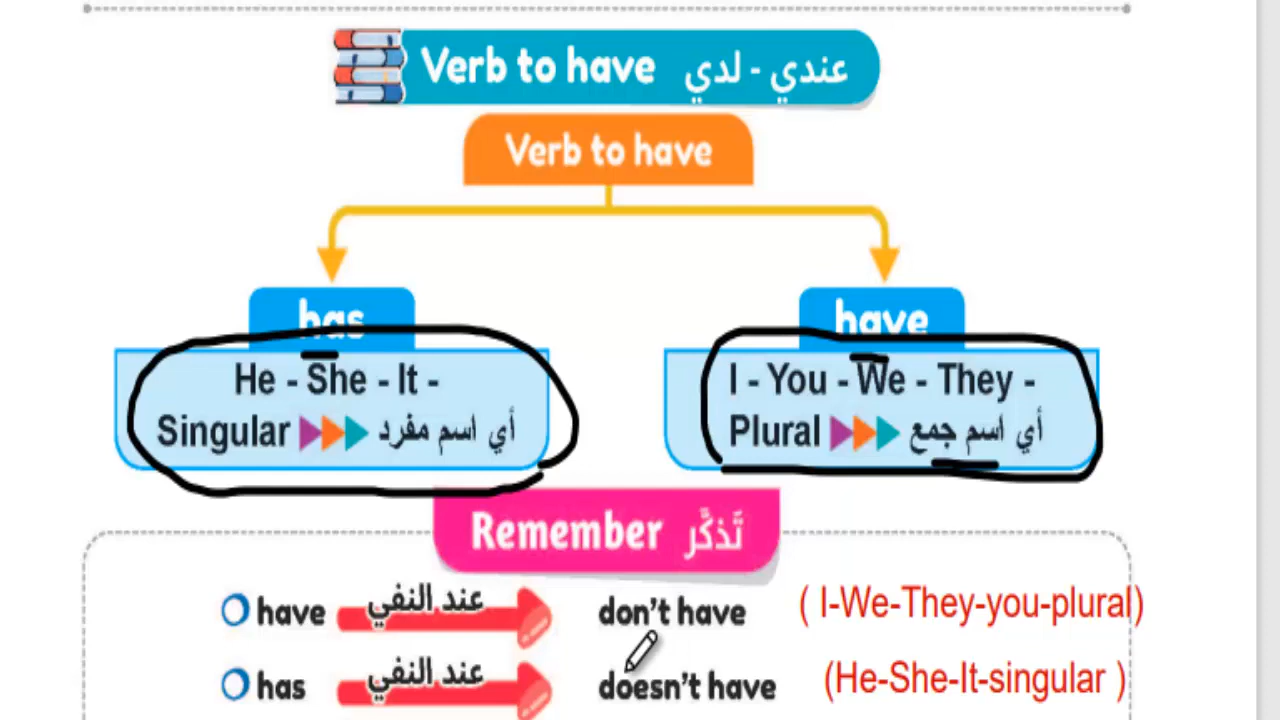 Verb to have عندي - لدي
Verb to have
has
have
He - She - It -
Singular أي اسم مفرد
I - You - We - They -
Plural أي اسم جمع
Remember تَذكَّر
have عند النفي don't have ( I-We-They-you-plural)
has عند النفي doesn't have (He-She-It-singular )